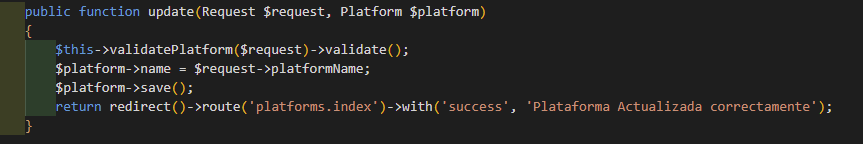 public function update(Request $request, Platform $platform)
{
    $this->validatePlatform($request)->validate();
    $platform->name = $request->platformName;
    $platform->save();
    return redirect()->route('platforms.index')->with('success', 'Plataforma Actualizada correctamente');
}